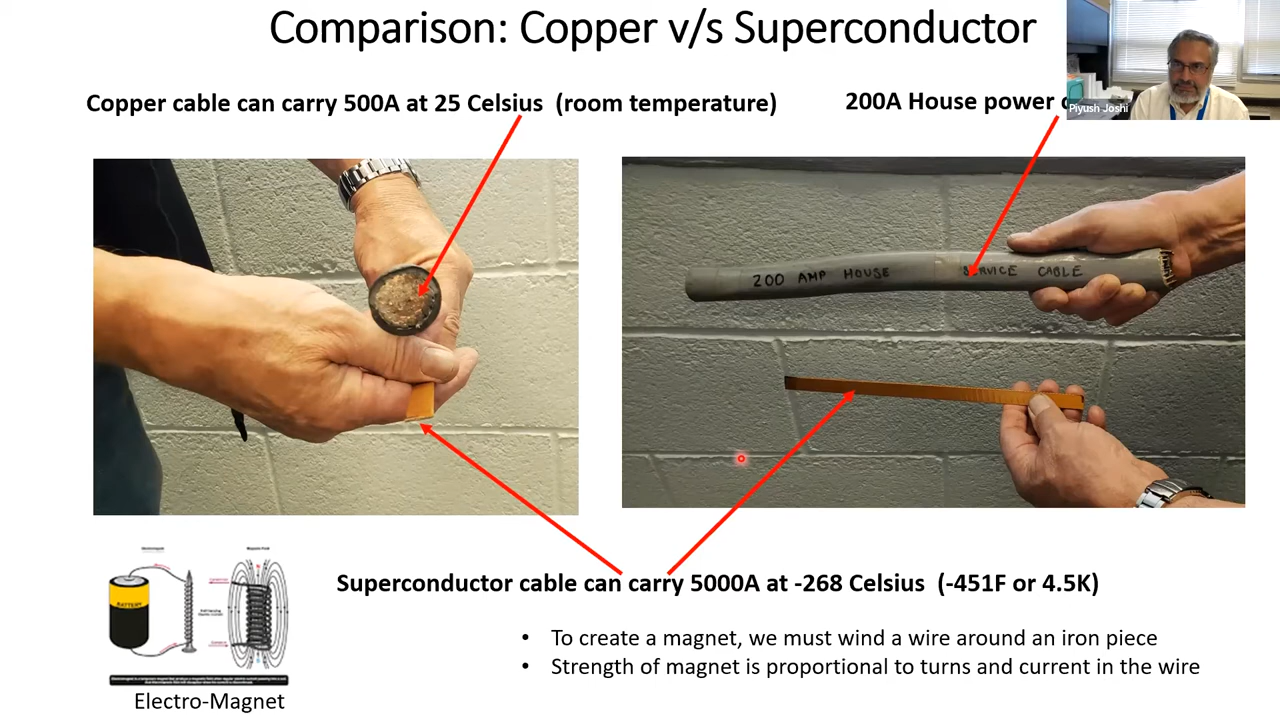 Comparison: Copper v/s Superconductor
Copper cable can carry 500A at 25 Celsius (room temperature)
200A House power
Piyush Joshi
200 AMP HOUSE SERVICE CABLE
BATTERY
Superconductor cable can carry 5000A at -268 Celsius (-451F or 4.5K)
• To create a magnet, we must wind a wire around an iron piece
• Strength of magnet is proportional to turns and current in the wire
Electro-Magnet